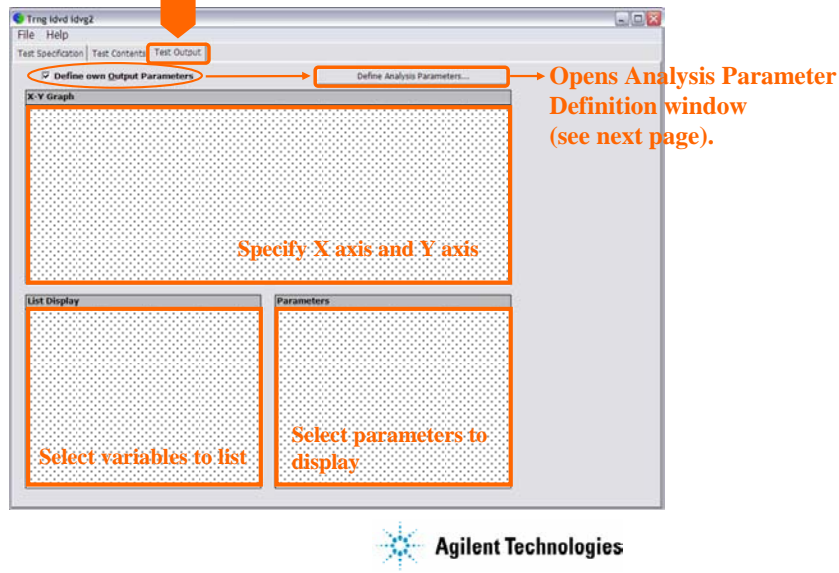 Trng Idvd Idvg2
File Help
Test Specification Test Contents Test Output
Define own Output Parameters
Define Analysis Parameters...
Opens Analysis Parameter
Definition window
(see next page).
X-Y Graph
Specify X axis and Y axis
List Display
Parameters
Select variables to list
Select parameters to
display
Agilent Technologies